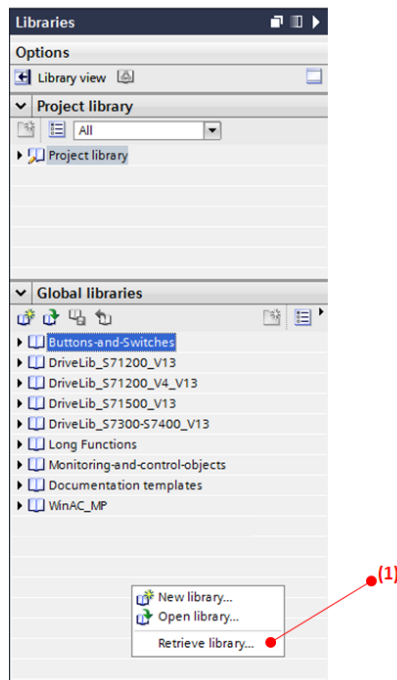 Libraries
Options
Library view
Project library
All
Project library
Global libraries
Buttons-and-Switches
DriveLib_S71200_V13
DriveLib_S71200_V4_V13
DriveLib_S71500_V13
DriveLib_S7300-S7400_V13
Long Functions
Monitoring-and-control-objects
Documentation templates
WinAC_MP
New library...
Open library...
(1)
Retrieve library...